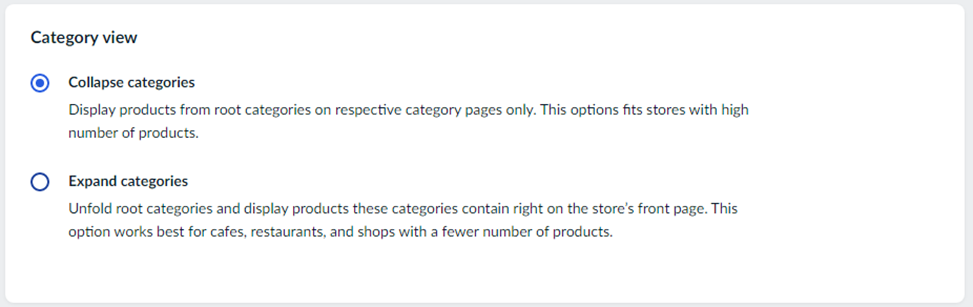 Category view
Collapse categories
Display products from root categories on respective category pages only. This options fits stores with high
number of products.
Expand categories
Unfold root categories and display products these categories contain right on the store's front page. This
option works best for cafes, restaurants, and shops with a fewer number of products.